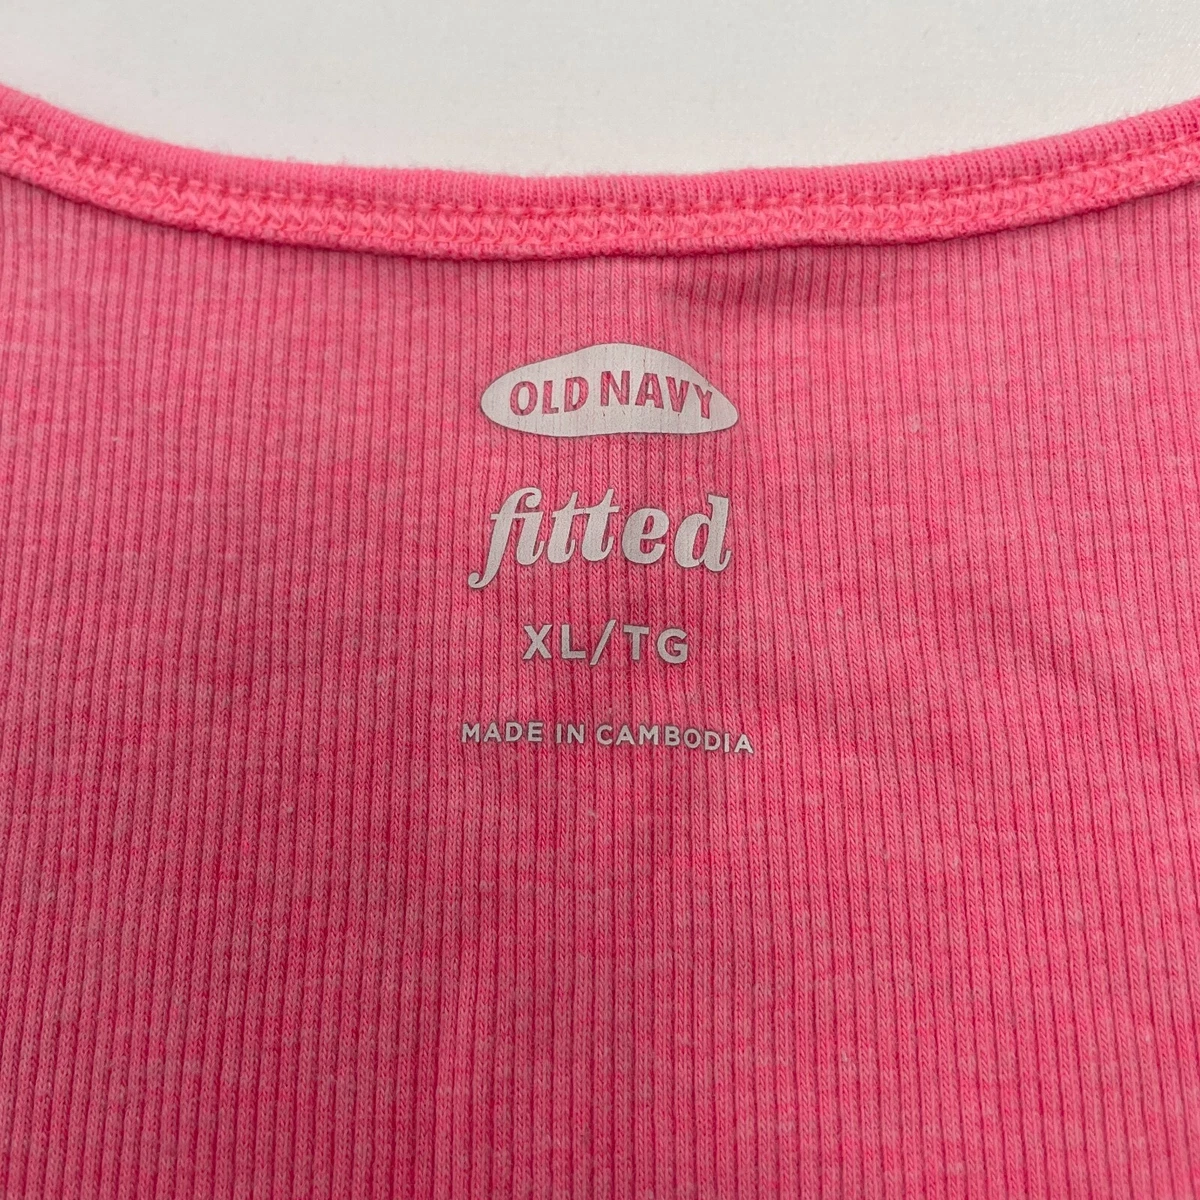 OLD NAVY
fitted
XL/TG
MADE IN CAMBODIA